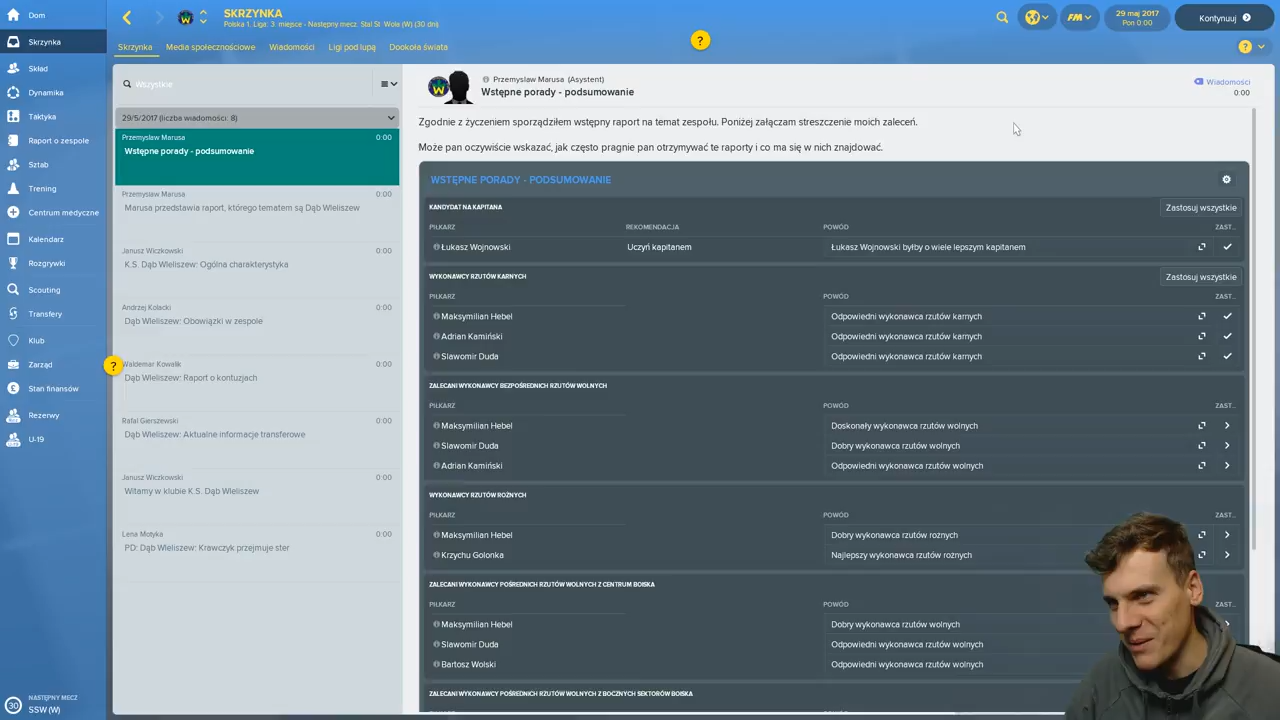 Dom
Skrzynka
Skład
Dynamika
Taktyka
Raport o zespole
Sztab
Trening
Centrum medyczne
Kalendarz
Rozgrywki
Scouting
Transfery
Klub
Zarząd
Stan finansów
Rezerwy
U-19
30 NASTĘPNY MECZ
SSW (W)
SKRZYNKA
Polska 1. Liga: 3. miejsce - Następny mecz: Stal St. Wola (W) (30 dni)
FM
29 maj 2017
Pon 0:00
Kontynuuj
Skrzynka Media społecznościowe Wiadomości Ligi pod lupą Dookoła świata
?
?
?
Wszystkie
29/5/2017 (liczba wiadomości: 8)
Przemysław Marusa 0:00
Wstępne porady - podsumowanie
Przemysław Marusa 0:00
Marusa przedstawia raport, którego tematem są Dąb Wieliszew
Janusz Wiczkowski 0:00
K.S. Dąb Wieliszew: Ogólna charakterystyka
Andrzej Kolacki 0:00
Dąb Wieliszew: Obowiązki w zespole
Waldemar Kowalik 0:00
Dąb Wieliszew: Raport o kontuzjach
Rafał Gierszewski 0:00
Dąb Wieliszew: Aktualne informacje transferowe
Janusz Wiczkowski 0:00
Witamy w klubie K.S. Dąb Wieliszew
Lena Motyka 0:00
PD: Dąb Wieliszew: Krawczyk przejmuje ster
Przemysław Marusa (Asystent)
Wstępne porady - podsumowanie
Wiadomości
0:00
Zgodnie z życzeniem sporządziłem wstępny raport na temat zespołu. Poniżej załączam streszczenie moich zaleceń.
Może pan oczywiście wskazać, jak często pragnie pan otrzymywać te raporty i co ma się w nich znajdować.
WSTĘPNE PORADY - PODSUMOWANIE
KANDYDAT NA KAPITANA Zastosuj wszystkie
PIŁKARZ REKOMENDACJA POWÓD ZAST...
Łukasz Wojnowski Uczyń kapitanem Łukasz Wojnowski byłby o wiele lepszym kapitanem
WYKONAWCY RZUTÓW KARNYCH Zastosuj wszystkie
PIŁKARZ POWÓD ZAST...
Maksymilian Hebel Odpowiedni wykonawca rzutów karnych
Adrian Kamiński Odpowiedni wykonawca rzutów karnych
Sławomir Duda Odpowiedni wykonawca rzutów karnych
ZALECANI WYKONAWCY BEZPOŚREDNICH RZUTÓW WOLNYCH
PIŁKARZ POWÓD ZAST...
Maksymilian Hebel Doskonały wykonawca rzutów wolnych
Sławomir Duda Dobry wykonawca rzutów wolnych
Adrian Kamiński Odpowiedni wykonawca rzutów wolnych
WYKONAWCY RZUTÓW ROŻNYCH
PIŁKARZ POWÓD ZAST...
Maksymilian Hebel Dobry wykonawca rzutów rożnych
Krzychu Golonka Najlepszy wykonawca rzutów rożnych
ZALECANI WYKONAWCY POŚREDNICH RZUTÓW WOLNYCH Z CENTRUM BOISKA
PIŁKARZ POWÓD ZAST...
Maksymilian Hebel Dobry wykonawca rzutów wolnych
Sławomir Duda Odpowiedni wykonawca rzutów wolnych
Bartosz Wolski Odpowiedni wykonawca rzutów wolnych
ZALECANI WYKONAWCY POŚREDNICH RZUTÓW WOLNYCH Z BOCZNYCH SEKTORÓW BOISKA